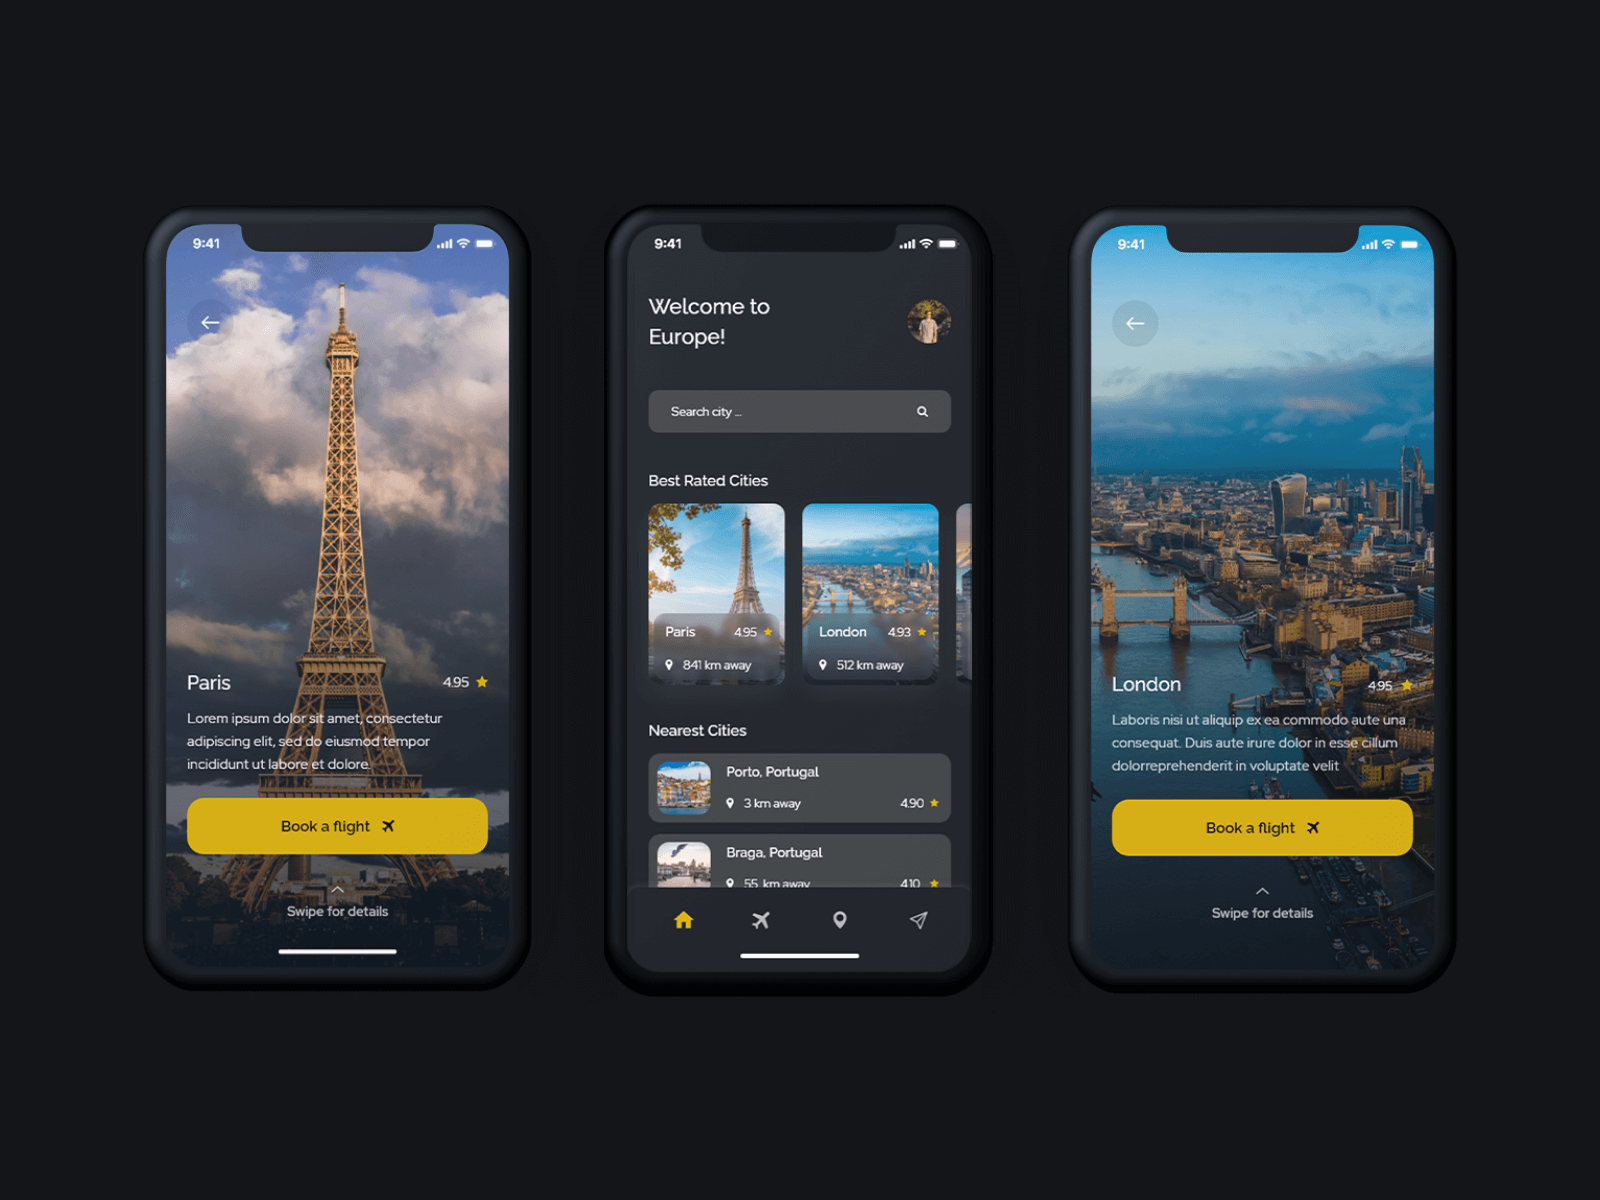 9:41
Paris 4.95
Lorem ipsum dolor sit amet, consectetur
adipiscing elit, sed do eiusmod tempor
incididunt ut labore et dolore.
Book a flight
Swipe for details
9:41
Welcome to
Europe!
Search city ...
Best Rated Cities
Paris 4.95
841 km away
London 4.93
512 km away
Nearest Cities
Porto, Portugal
3 km away 4.90
Braga, Portugal
55 km away 4.10
9:41
London 4.95
Laboris nisi ut aliquip ex ea commodo aute una
consequat. Duis aute irure dolor in esse cillum
dolorreprehenderit in voluptate velit
Book a flight
Swipe for details